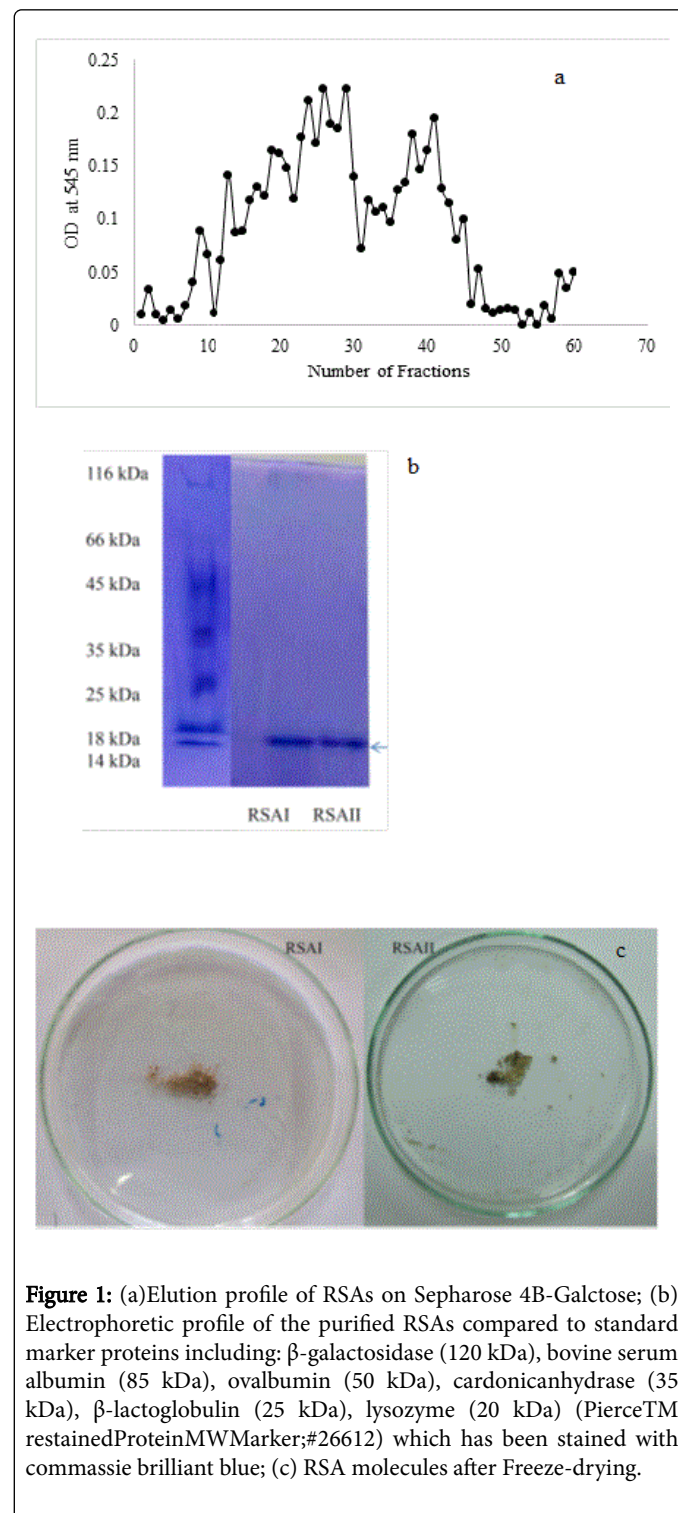 a
0.25
0.2
0.15
0.1
0.05
0
OD at 545 nm
0 10 20 30 40 50 60 70
Number of Fractions
b
116 kDa
66 kDa
45 kDa
35 kDa
25 kDa
18 kDa
14 kDa
RSAI RSAII
RSAI RSAII c
Figure 1: (a)Elution profile of RSAs on Sepharose 4B-Galctose; (b)
Electrophoretic profile of the purified RSAs compared to standard
marker proteins including: β-galactosidase (120 kDa), bovine serum
albumin (85 kDa), ovalbumin (50 kDa), cardonicanhydrase (35
kDa), β-lactoglobulin (25 kDa), lysozyme (20 kDa) (PierceTM
restainedProteinMWMarker;#26612) which has been stained with
commassie brilliant blue; (c) RSA molecules after Freeze-drying.